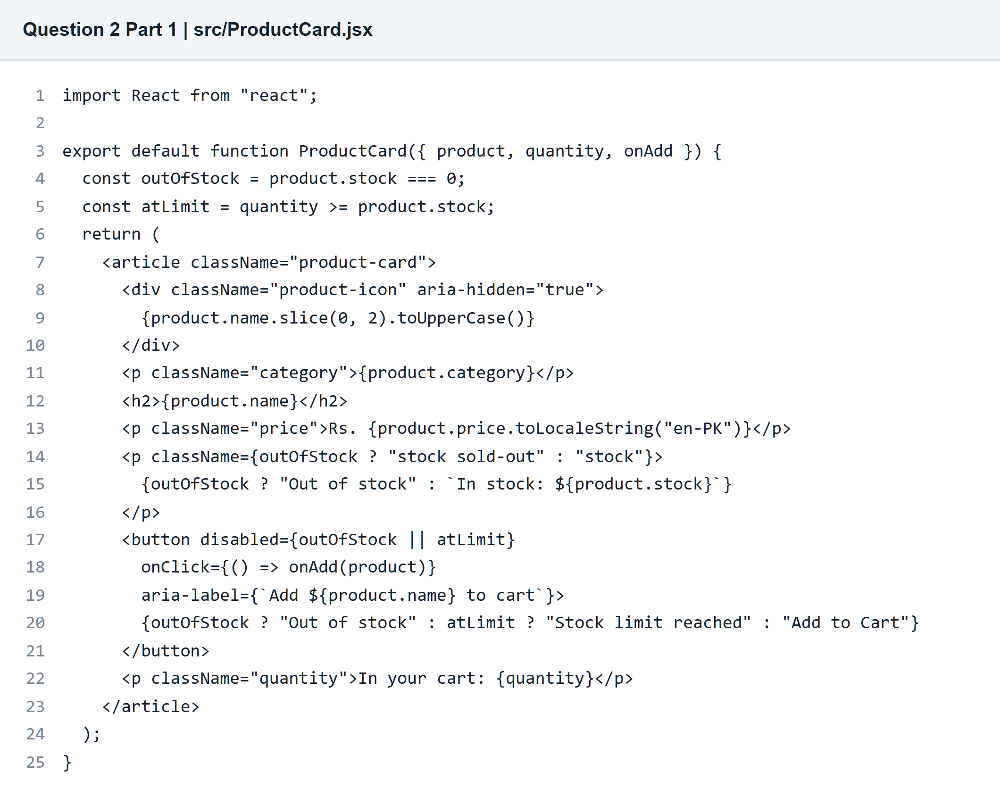 Question 2 Part 1 | src/ProductCard.jsx
1 import React from "react";
2
3 export default function ProductCard({ product, quantity, onAdd }) {
4   const outOfStock = product.stock === 0;
5   const atLimit = quantity >= product.stock;
6   return (
7     <article className="product-card">
8       <div className="product-icon" aria-hidden="true">
9         {product.name.slice(0, 2).toUpperCase()}
10       </div>
11       <p className="category">{product.category}</p>
12       <h2>{product.name}</h2>
13       <p className="price">Rs. {product.price.toLocaleString("en-PK")}</p>
14       <p className={outOfStock ? "stock sold-out" : "stock"}>
15         {outOfStock ? "Out of stock" : `In stock: ${product.stock}`}
16       </p>
17       <button disabled={outOfStock || atLimit}
18         onClick={() => onAdd(product)}
19         aria-label={`Add ${product.name} to cart`}>
20         {outOfStock ? "Out of stock" : atLimit ? "Stock limit reached" : "Add to Cart"}
21       </button>
22       <p className="quantity">In your cart: {quantity}</p>
23     </article>
24   );
25 }